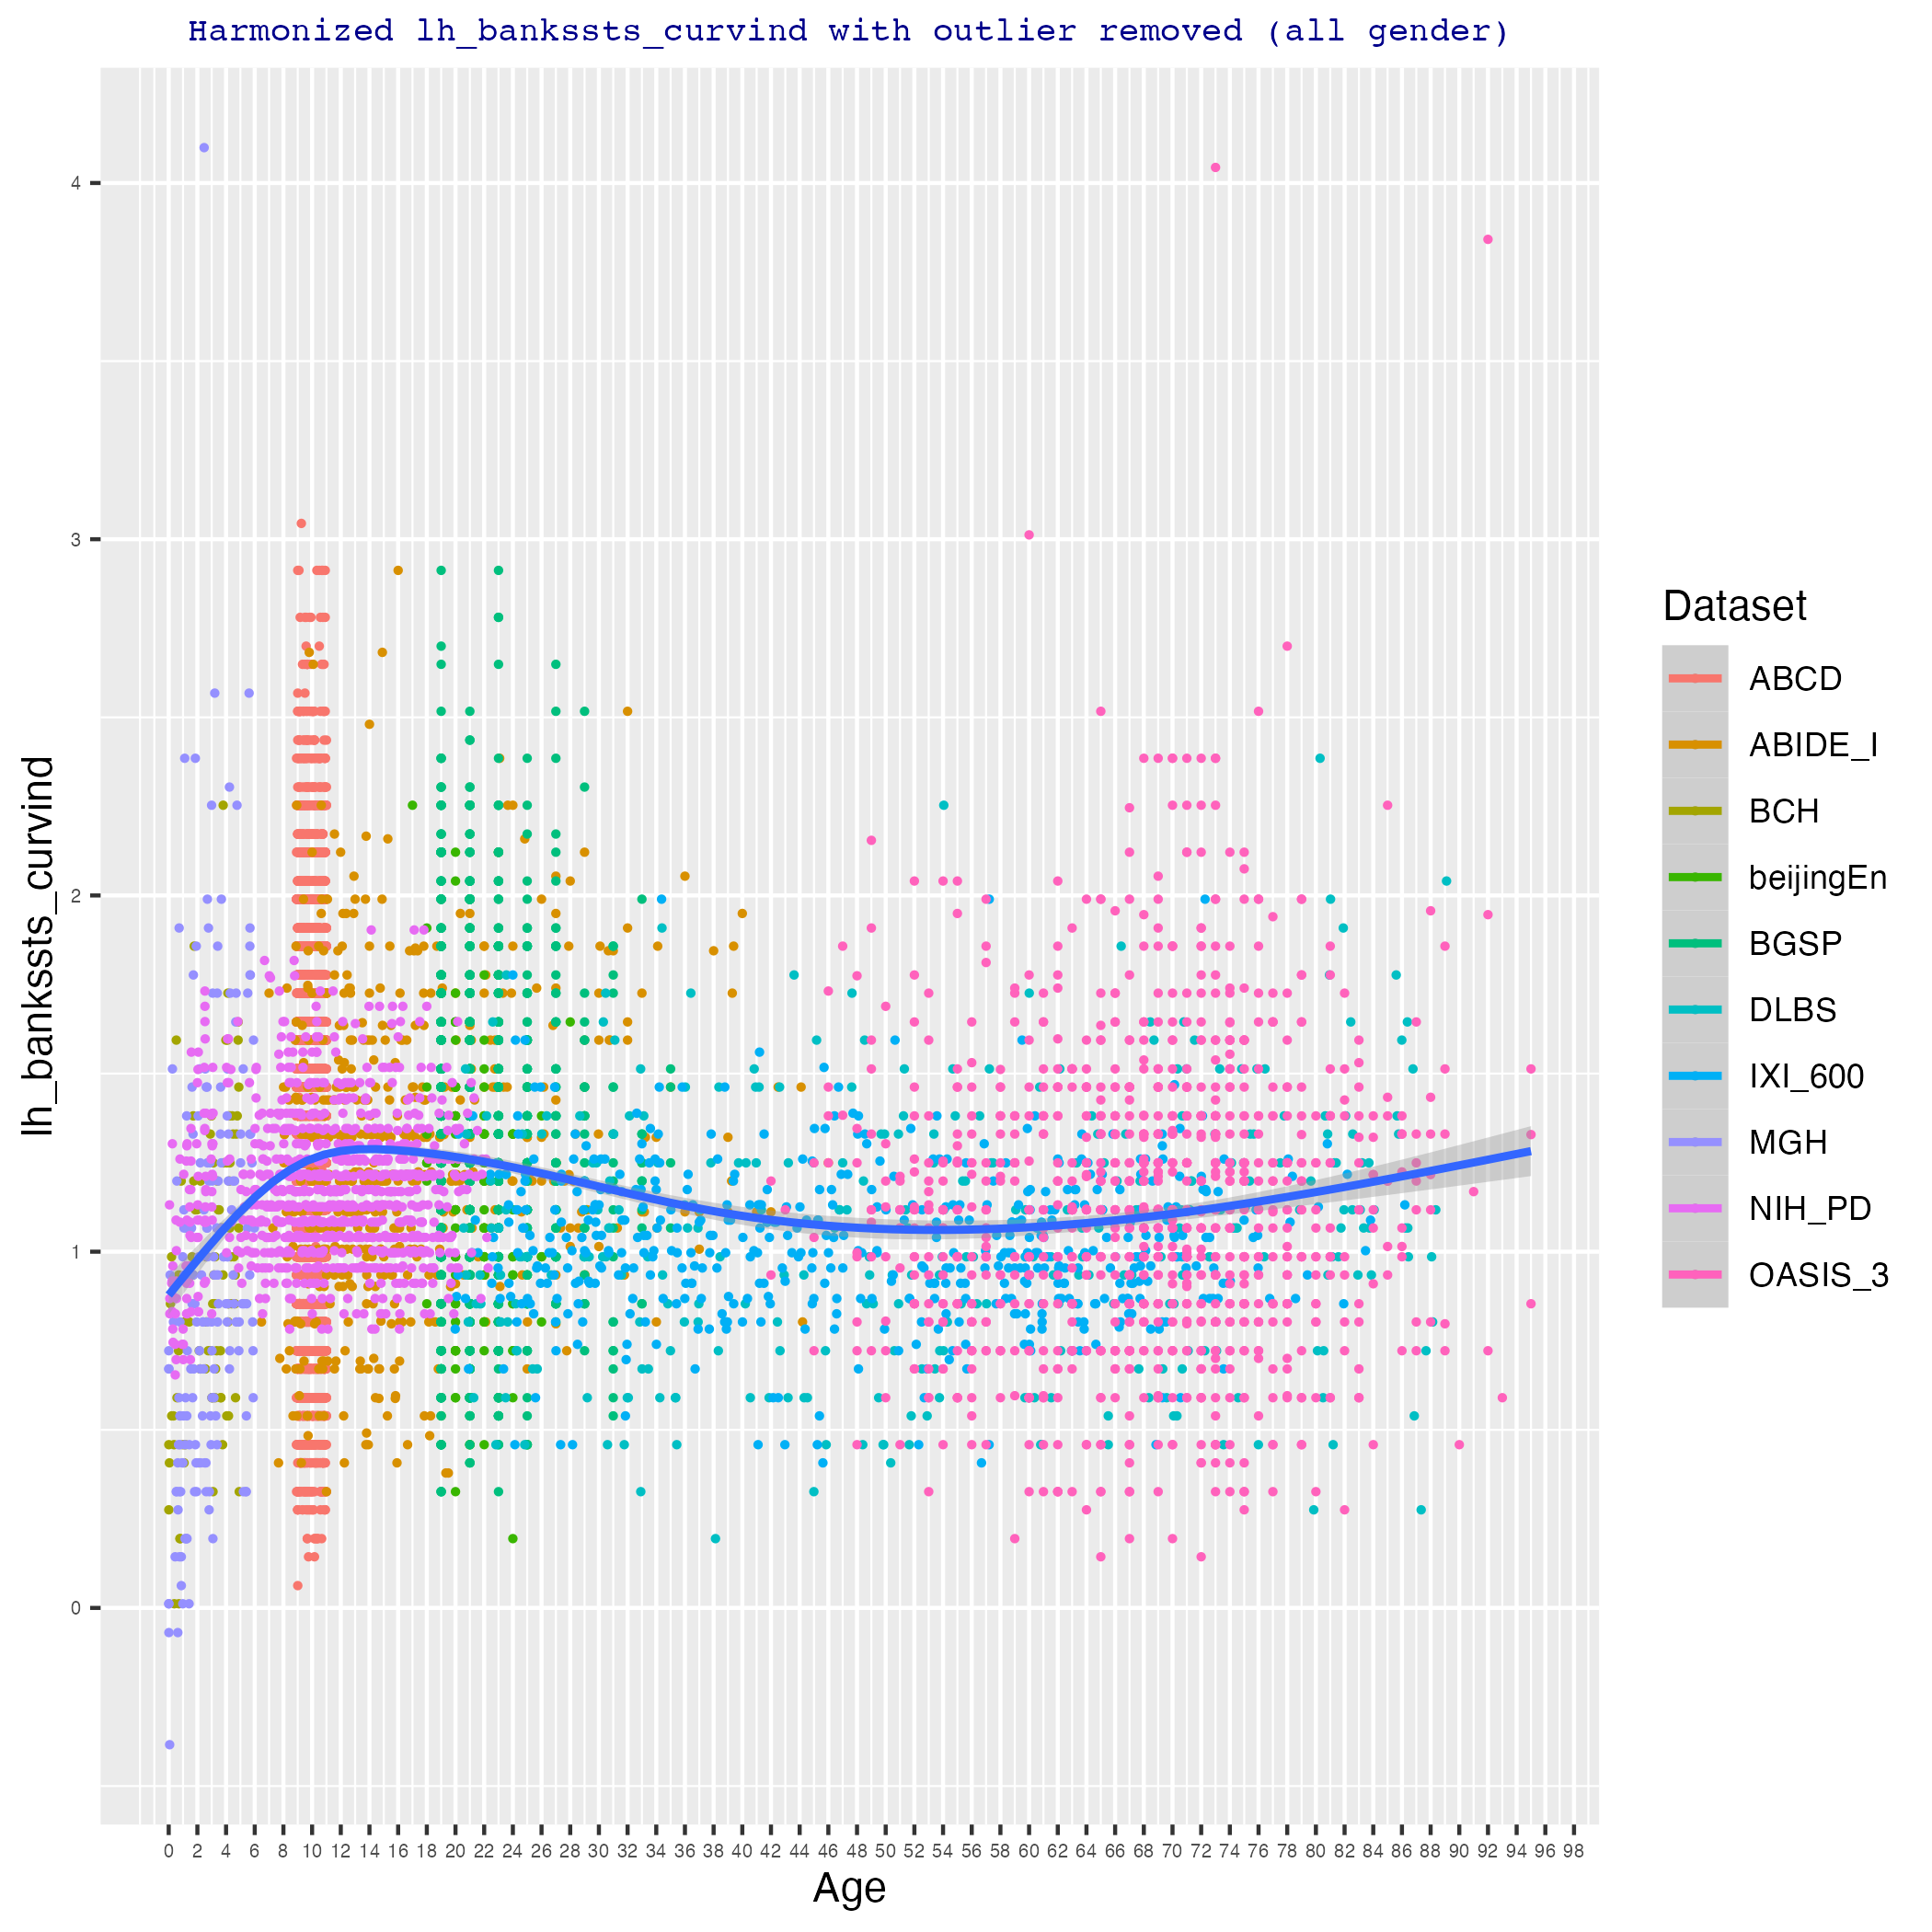 Harmonized lh_bankssts_curvind with outlier removed (all gender)
lh_bankssts_curvind
4
3
2
1
0
0 2 4 6 8 10 12 14 16 18 20 22 24 26 28 30 32 34 36 38 40 42 44 46 48 50 52 54 56 58 60 62 64 66 68 70 72 74 76 78 80 82 84 86 88 90 92 94 96 98
Age
Dataset
ABCD
ABIDE_I
BCH
beijingEn
BGSP
DLBS
IXI_600
MGH
NIH_PD
OASIS_3